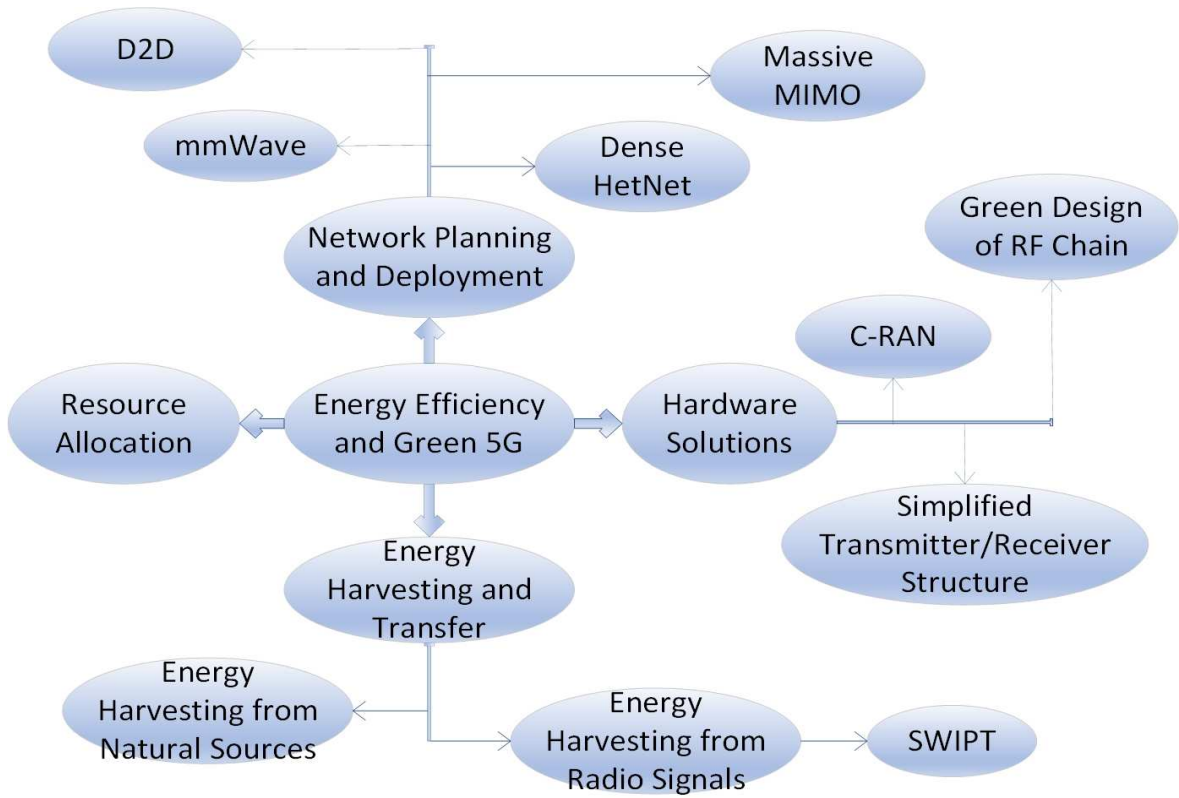 D2D
Massive
MIMO
mmWave
Dense
HetNet
Network Planning
and Deployment
Green Design
of RF Chain
C-RAN
Resource
Allocation
Energy Efficiency
and Green 5G
Hardware
Solutions
Simplified
Transmitter/Receiver
Structure
Energy
Harvesting and
Transfer
Energy
Harvesting from
Natural Sources
Energy
Harvesting from
Radio Signals
SWIPT